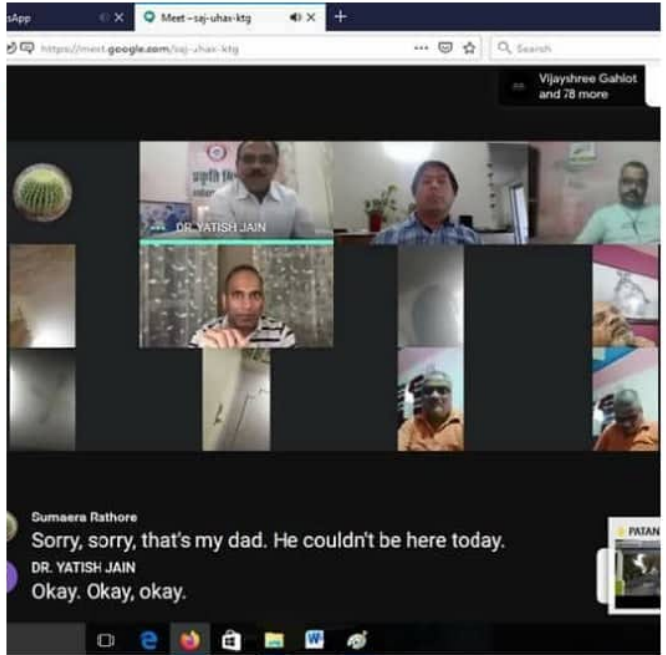 sApp
Meet – saj-uhax-ktg
https://meet.google.com/saj-uhax-ktg
Search
Vijayshree Gahlot
and 78 more
प्रकृति
DR. YATISH JAIN
Sumaera Rathore
Sorry, sorry, that's my dad. He couldn't be here today.
DR. YATISH JAIN
Okay. Okay, okay.
PATAN